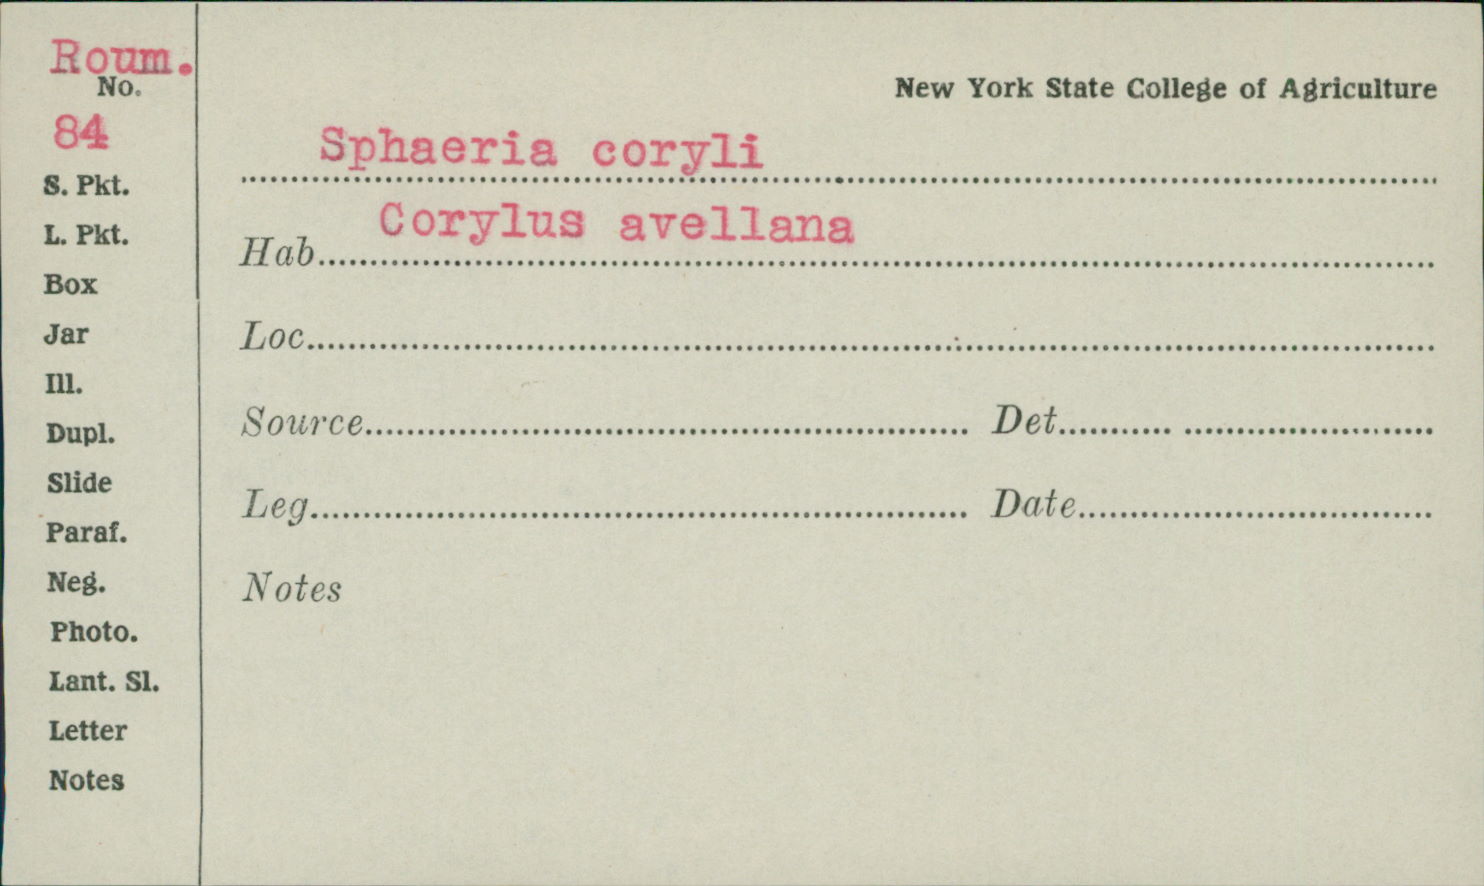 Roum.
No.
84
S. Pkt.
L. Pkt.
Box
Jar
Ill.
Dupl.
Slide
Paraf.
Neg.
Photo.
Lant. Sl.
Letter
Notes
New York State College of Agriculture
Sphaeria coryli
Hab. Corylus avellana
Loc.
Source
Det.
Leg.
Date
Notes